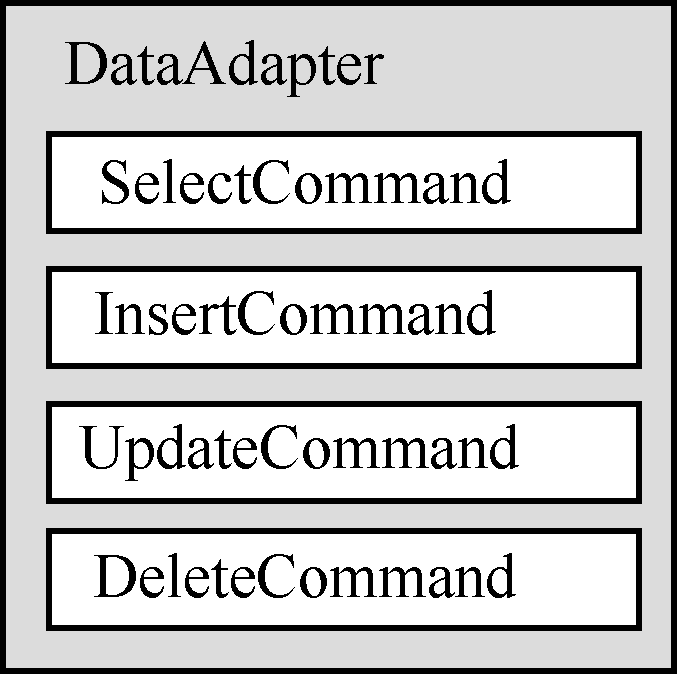 DataAdapter
SelectCommand
InsertCommand
UpdateCommand
DeleteCommand